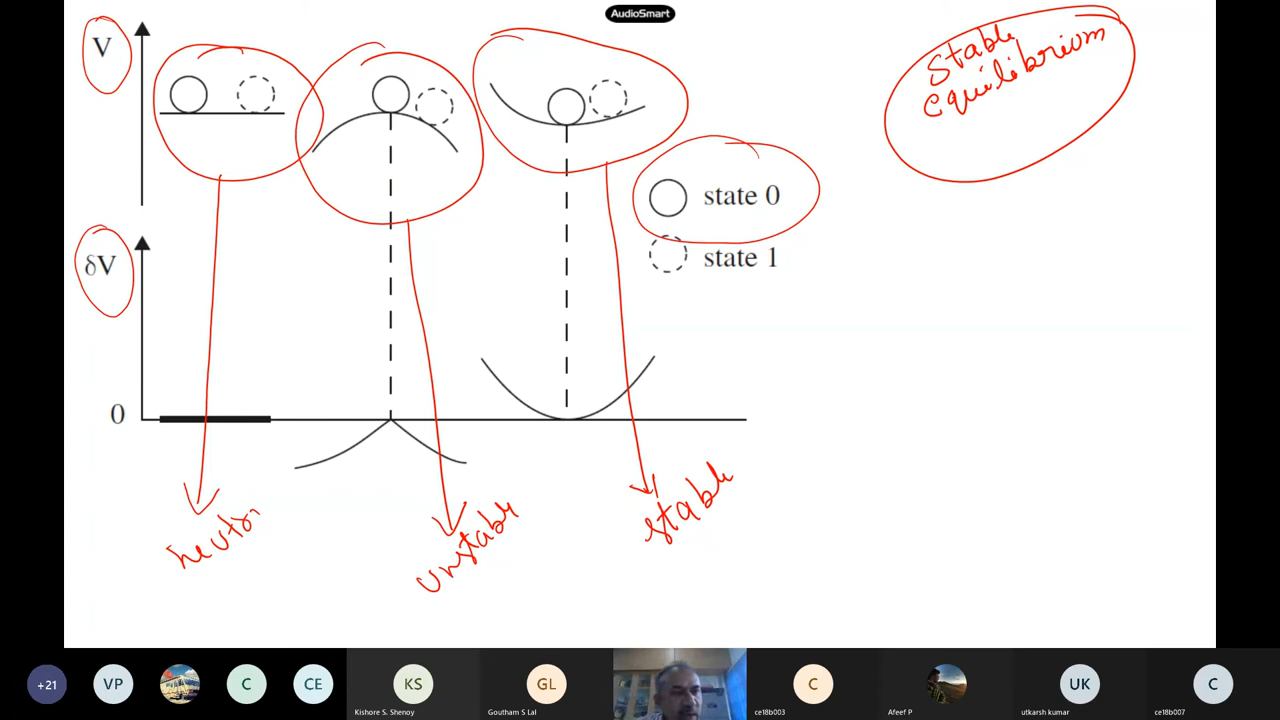 AudioSmart
V
Stable
equilibrium
state 0
δV
state 1
0
neutr
unstable
stable
+21
VP
C
CE
KS
GL
C
UK
C
Kishore S. Shenoy
Goutham S Lal
ce18b003
Afeef P
utkarsh kumar
ce18b007